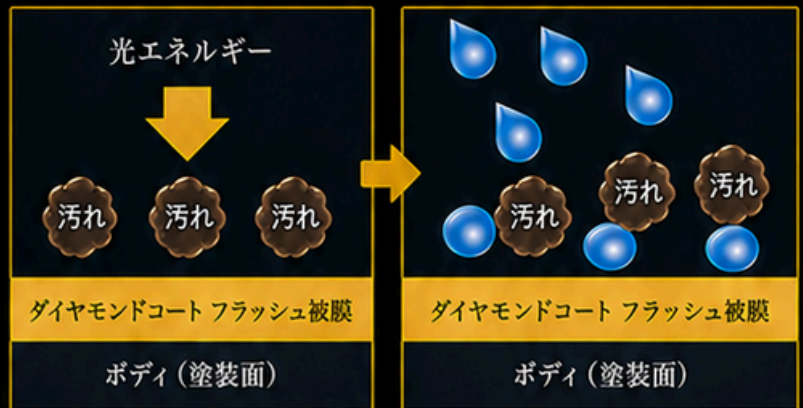 光エネルギー
汚れ
汚れ
汚れ
ダイヤモンドコート フラッシュ被膜
ボディ(塗装面)
汚れ
汚れ
汚れ
ダイヤモンドコート フラッシュ被膜
ボディ(塗装面)